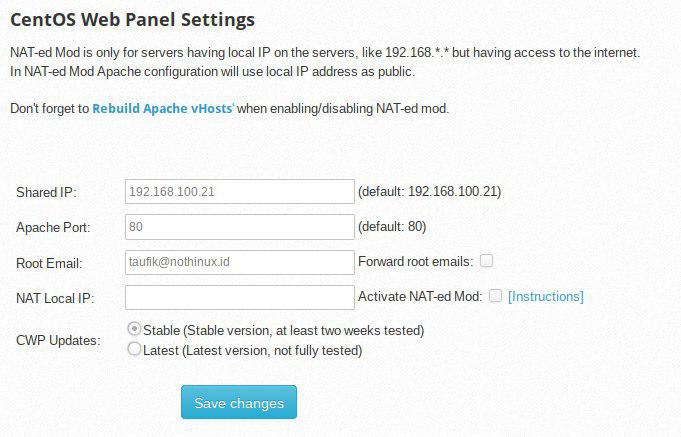 CentOS Web Panel Settings
NAT-ed Mod is only for servers having local IP on the servers, like 192.168.*.* but having access to the internet.
In NAT-ed Mod Apache configuration will use local IP address as public.
Don't forget to Rebuild Apache vHosts' when enabling/disabling NAT-ed mod.
Shared IP: 192.168.100.21 (default: 192.168.100.21)
Apache Port: 80 (default: 80)
Root Email: taufik@nothinux.id Forward root emails:
NAT Local IP: Activate NAT-ed Mod: [Instructions]
CWP Updates:
Stable (Stable version, at least two weeks tested)
Latest (Latest version, not fully tested)
Save changes